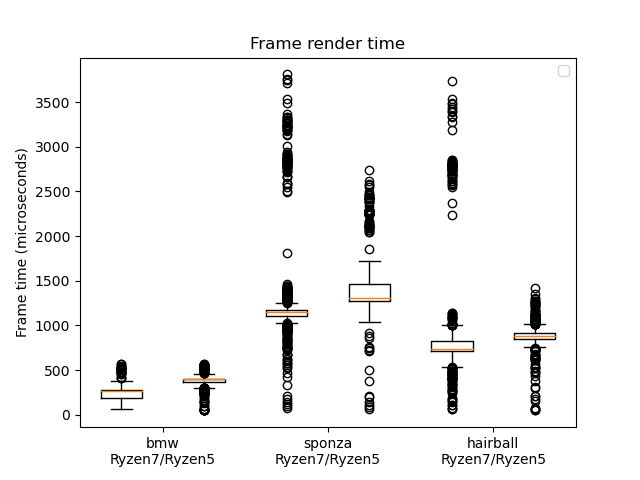 Frame render time
Frame time (microseconds)
3500
3000
2500
2000
1500
1000
500
0
bmw
Ryzen7/Ryzen5
sponza
Ryzen7/Ryzen5
hairball
Ryzen7/Ryzen5